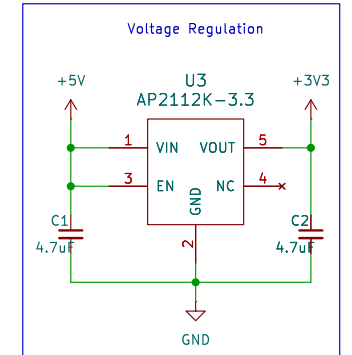 Voltage Regulation
+5V
U3
+3V3
AP2112K-3.3
1
VIN
VOUT
5
3
EN
NC
4
GND
C1
C2
2
4.7uF
4.7uF
GND